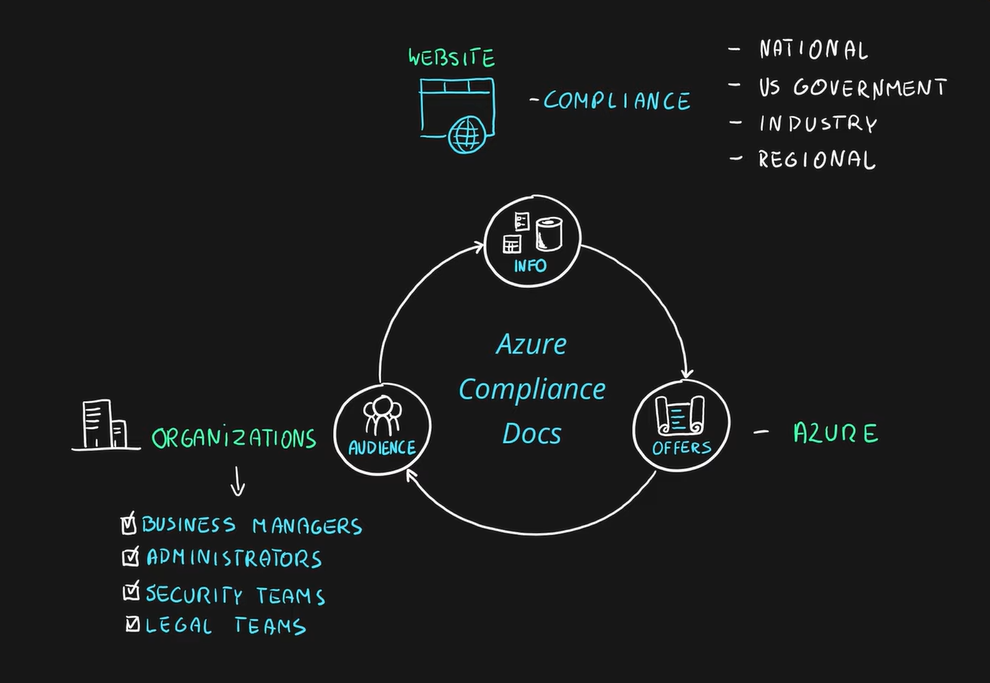 WEBSITE
- COMPLIANCE
- NATIONAL
- US GOVERNMENT
- INDUSTRY
- REGIONAL
INFO
Azure
Compliance
Docs
OFFERS
- AZURE
AUDIENCE
ORGANIZATIONS
BUSINESS MANAGERS
ADMINISTRATORS
SECURITY TEAMS
LEGAL TEAMS